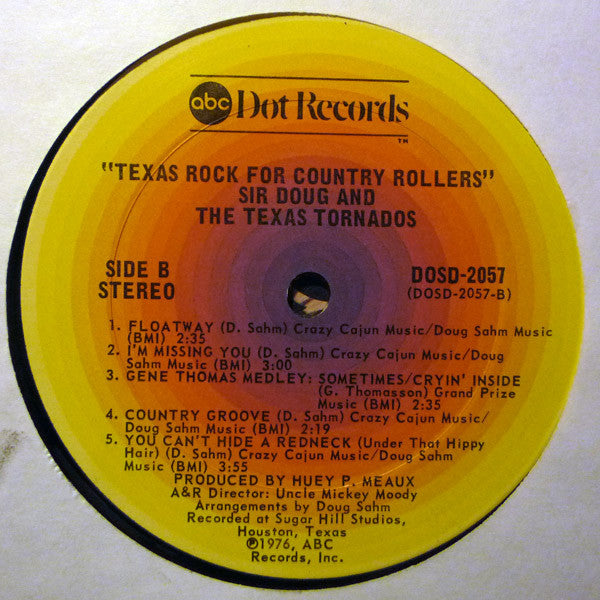 abc Dot Records
TM
"TEXAS ROCK FOR COUNTRY ROLLERS"
SIR DOUG AND
THE TEXAS TORNADOS
SIDE B
STEREO
DOSD-2057
(DOSD-2057-B)
1. FLOATWAY (D. Sahm) Crazy Cajun Music/Doug Sahm Music
(BMI) 2:35
2. I'M MISSING YOU (D. Sahm) Crazy Cajun Music/Doug
Sahm Music (BMI) 3:00
3. GENE THOMAS MEDLEY: SOMETIMES/CRYIN' INSIDE
(G. Thomasson) Grand Prize
Music (BMI) 2:35
4. COUNTRY GROOVE (D. Sahm) Crazy Cajun Music/
Doug Sahm Music (BMI) 2:19
5. YOU CAN'T HIDE A REDNECK (Under That Hippy
Hair) (D. Sahm) Crazy Cajun Music/Doug Sahm
Music (BMI) 3:55
PRODUCED BY HUEY P. MEAUX
A&R Director: Uncle Mickey Moody
Arrangements by Doug Sahm
Recorded at Sugar Hill Studios,
Houston, Texas
℗1976, ABC
Records, Inc.